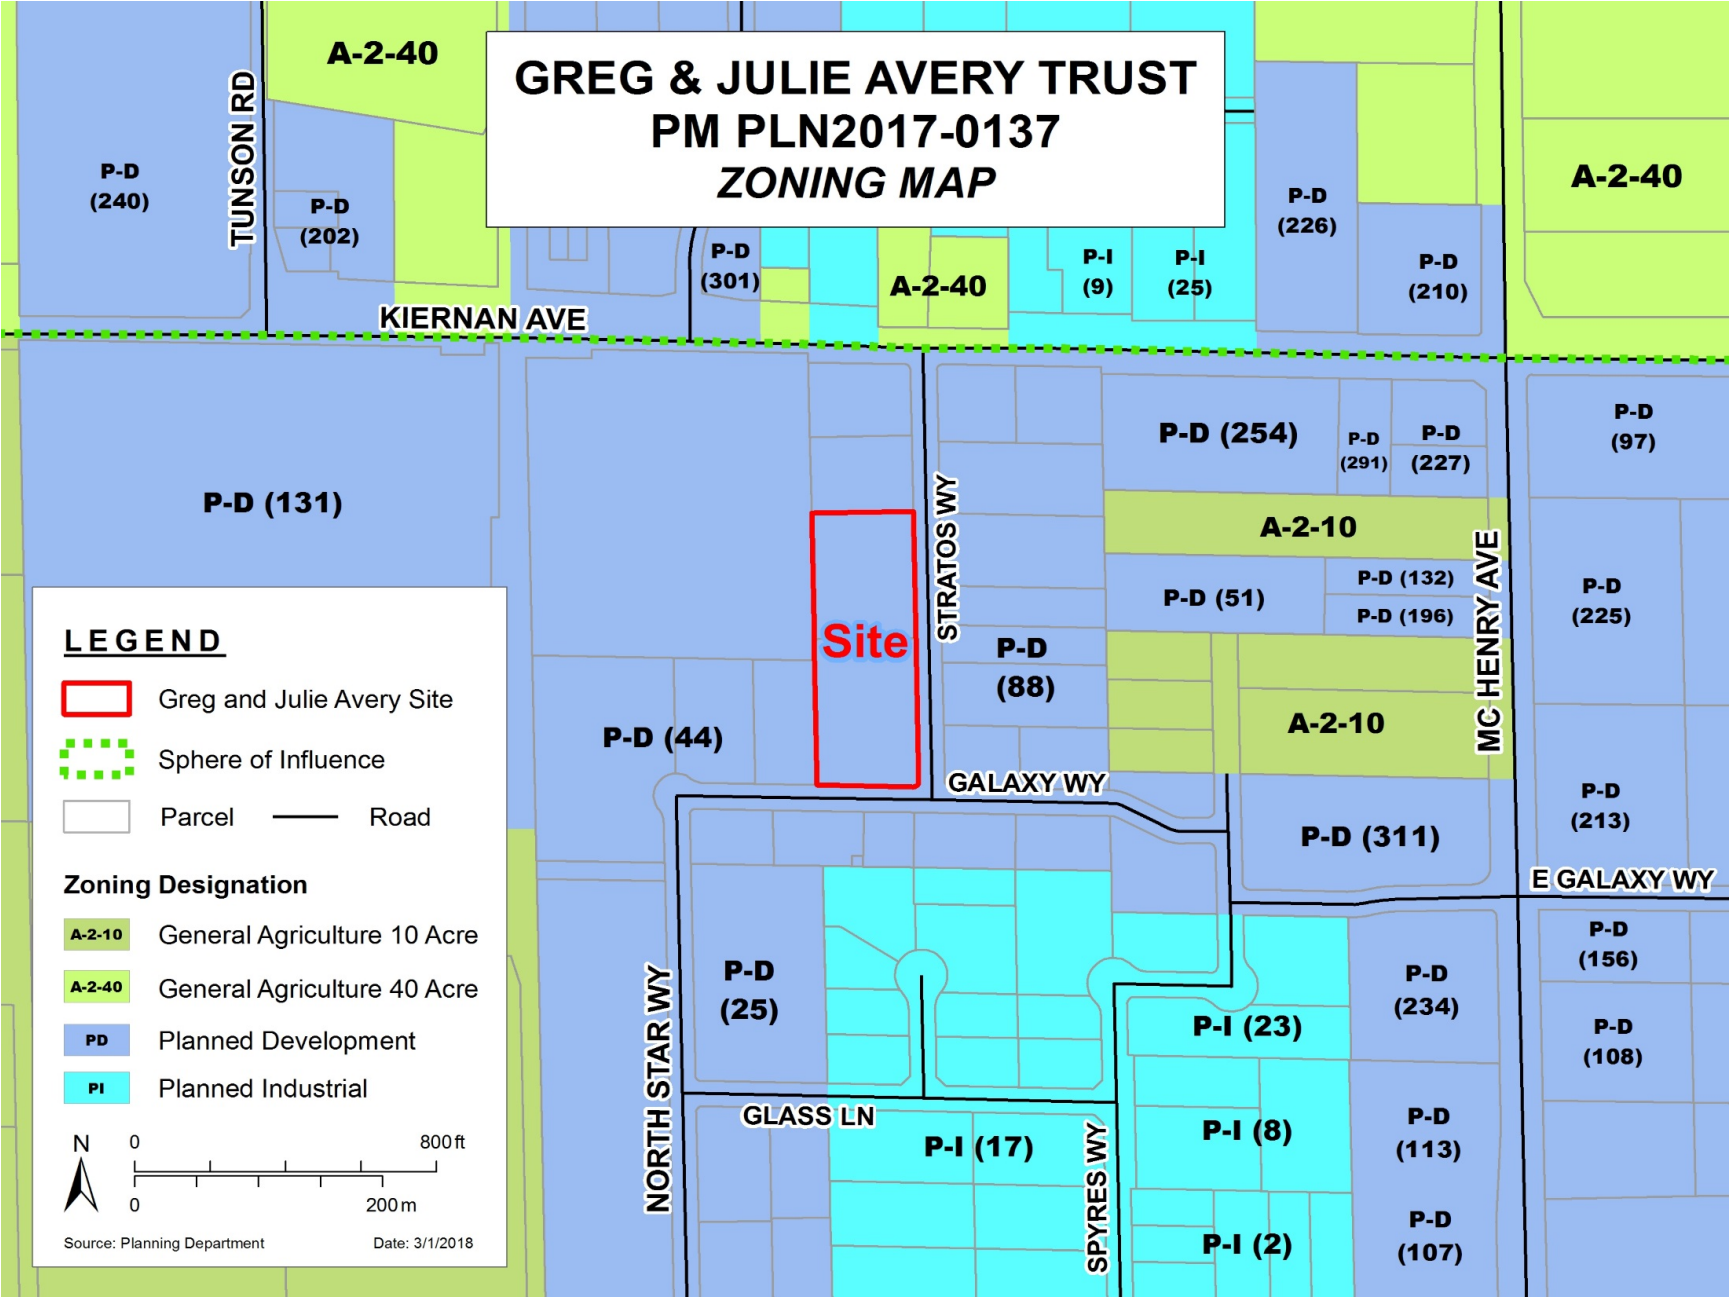 GREG & JULIE AVERY TRUST
PM PLN2017-0137
ZONING MAP
A-2-40
TUNSON RD
P-D
(240)
P-D
(202)
P-D
(301)
A-2-40
P-I
(9)
P-I
(25)
P-D
(226)
P-D
(210)
A-2-40
KIERNAN AVE
P-D (131)
P-D (254)
P-D
(291)
P-D
(227)
P-D
(97)
STRATOS WY
A-2-10
MC HENRY AVE
P-D (51)
P-D (132)
P-D (196)
P-D
(225)
Site
P-D
(88)
P-D (44)
A-2-10
GALAXY WY
P-D (311)
P-D
(213)
E GALAXY WY
P-D
(25)
NORTH STAR WY
P-I (23)
P-D
(234)
P-D
(156)
P-D
(108)
GLASS LN
P-I (17)
SPYRES WY
P-I (8)
P-D
(113)
P-I (2)
P-D
(107)
LEGEND
Greg and Julie Avery Site
Sphere of Influence
Parcel
Road
Zoning Designation
A-2-10 General Agriculture 10 Acre
A-2-40 General Agriculture 40 Acre
PD Planned Development
PI Planned Industrial
N
0 800 ft
0 200 m
Source: Planning Department Date: 3/1/2018